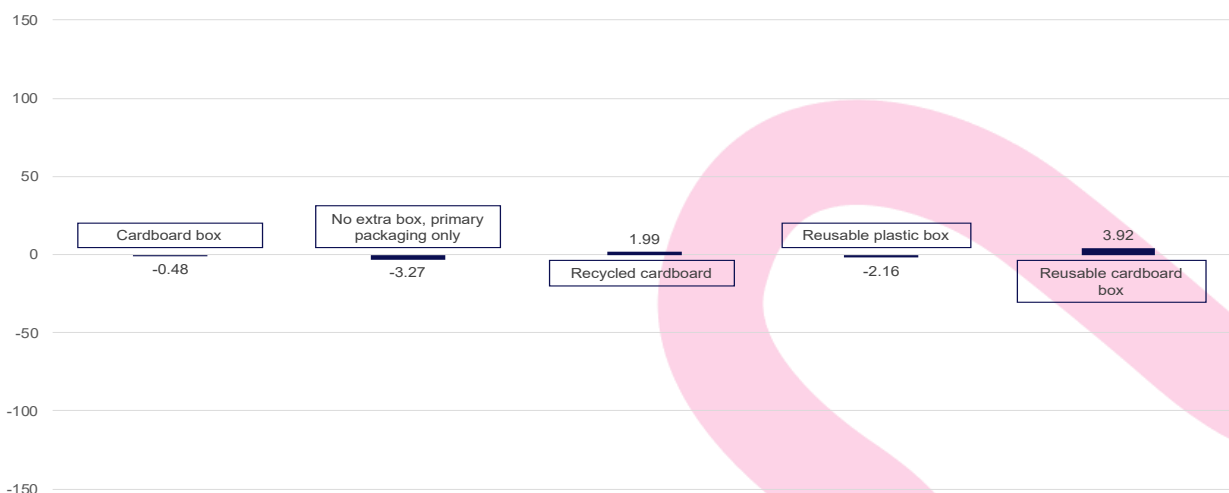 150
100
50
No extra box, primary
packaging only
Cardboard box
1.99
Reusable plastic box
3.92
0
-0.48
-3.27
Recycled cardboard
-2.16
Reusable cardboard
box
-50
-100
-150